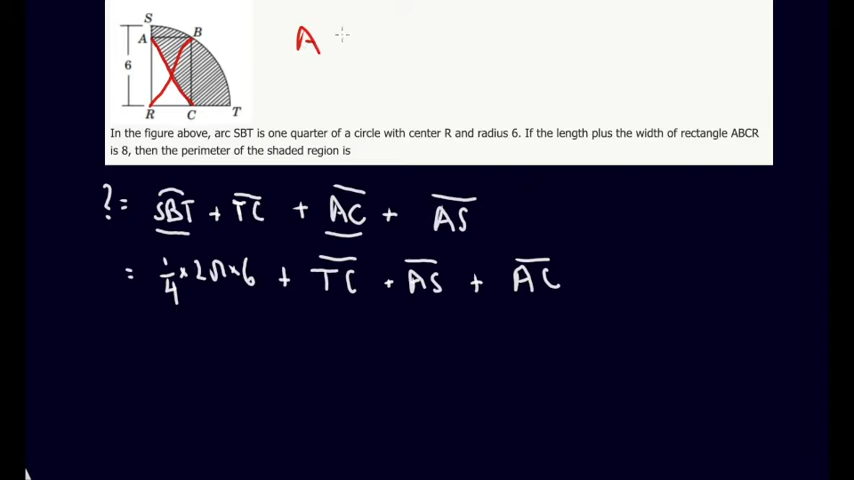 S
A B
6
R C T
A
In the figure above, arc SBT is one quarter of a circle with center R and radius 6. If the length plus the width of rectangle ABCR
is 8, then the perimeter of the shaded region is
? = SBT + TC + AC + AS
= 1/4 × 2π × 6 + TC + AS + AC